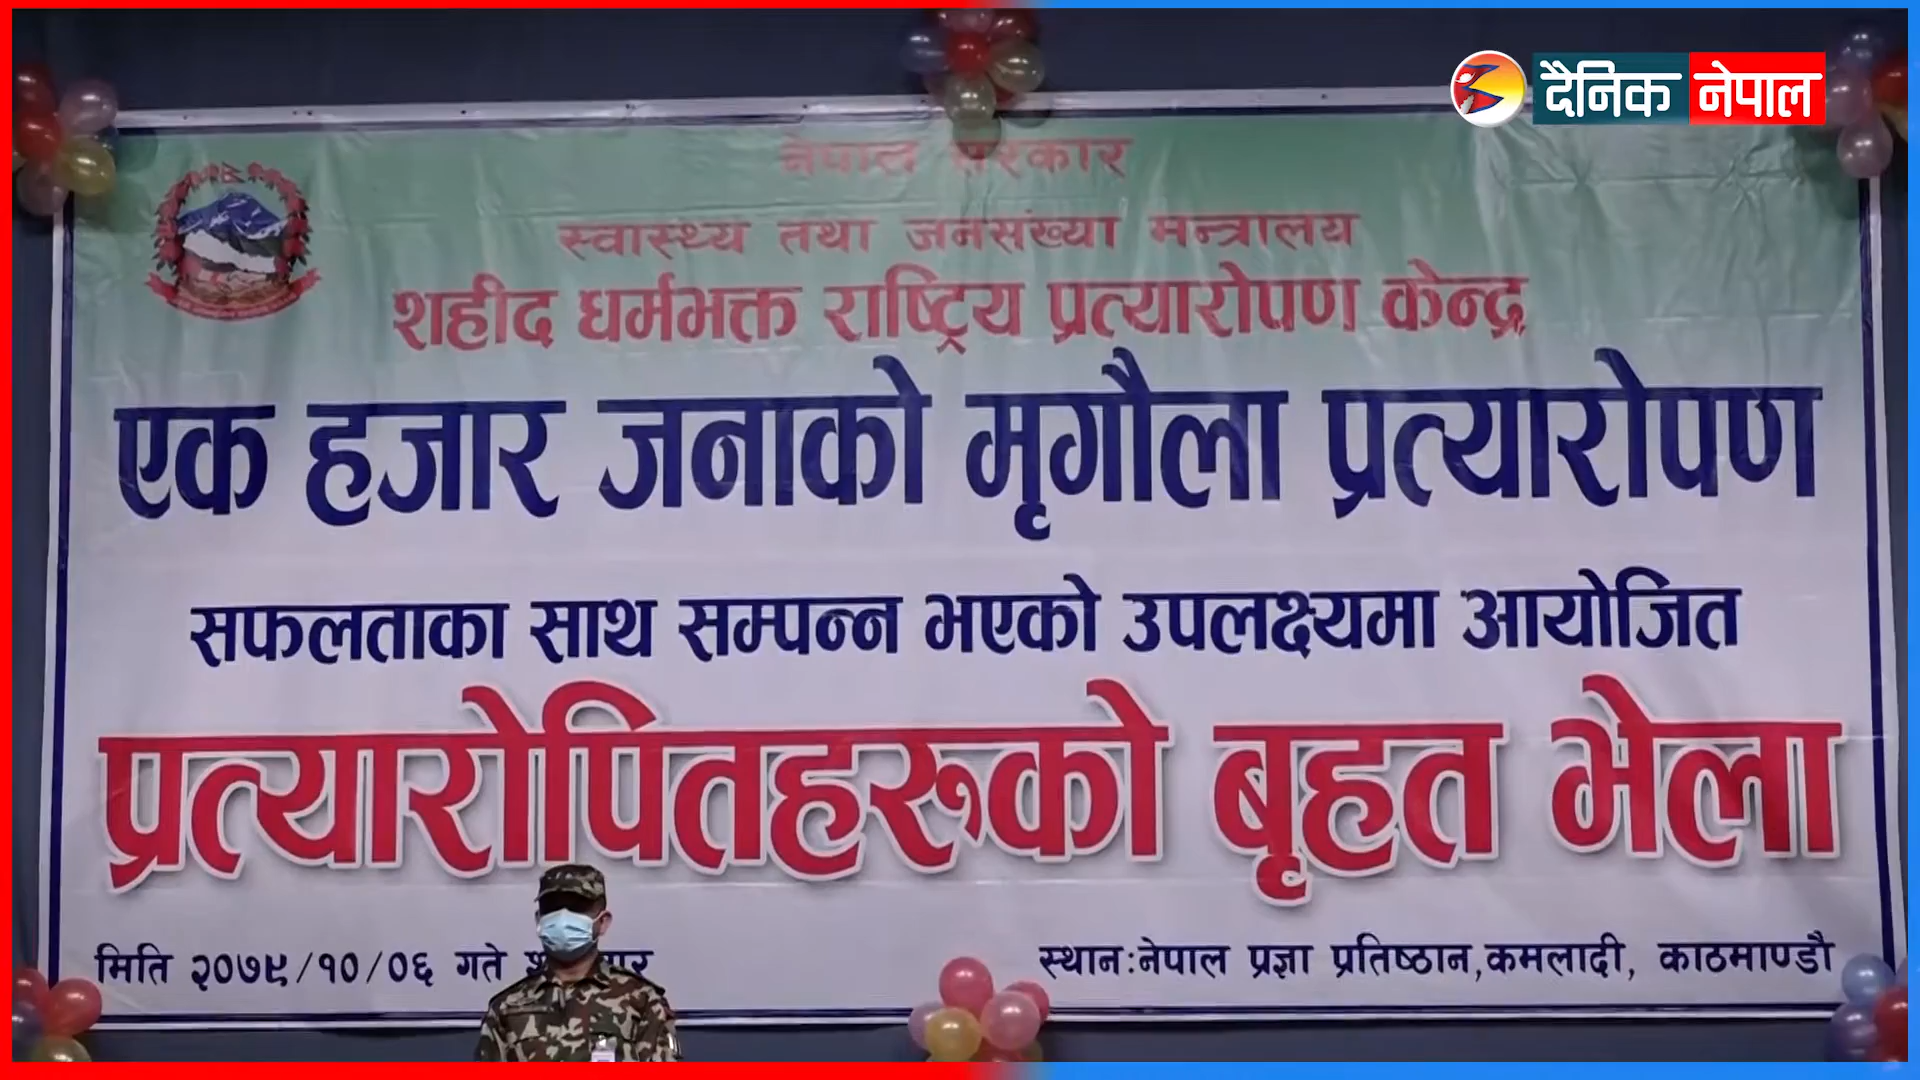 दैनिक नेपाल
नेपाल सरकार
स्वास्थ्य तथा जनसंख्या मन्त्रालय
शहीद धर्मभक्त राष्ट्रिय प्रत्यारोपण केन्द्र
एक हजार जनाको मृगौला प्रत्यारोपण
सफलताका साथ सम्पन्न भएको उपलक्ष्यमा आयोजित
प्रत्यारोपितहरुको बृहत भेला
मिति २०७९/१०/०६ गते
स्थान:नेपाल प्रज्ञा प्रतिष्ठान,कमलादी, काठमाण्डौ